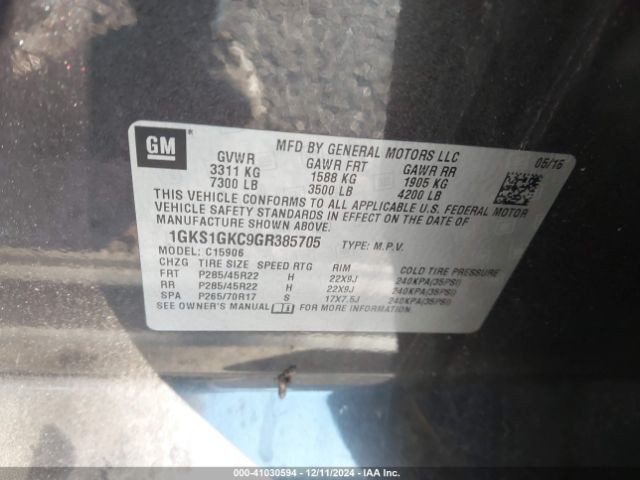 GM
MFD BY GENERAL MOTORS LLC
05/16
GVWR GAWR FRT GAWR RR
3311 KG 1588 KG 1905 KG
7300 LB 3500 LB 4200 LB
THIS VEHICLE CONFORMS TO ALL APPLICABLE U.S. FEDERAL MOTOR
VEHICLE SAFETY STANDARDS IN EFFECT ON THE DATE OF
MANUFACTURE SHOWN ABOVE.
1GKS1GKC9GR385705 TYPE: M.P.V.
MODEL: C15906
CHZG TIRE SIZE SPEED RTG RIM COLD TIRE PRESSURE
FRT P285/45R22 H 22X9J 240KPA(35PSI)
RR P285/45R22 H 22X9J 240KPA(35PSI)
SPA P265/70R17 S 17X7.5J 240KPA(35PSI)
SEE OWNER'S MANUAL FOR MORE INFORMATION.
000-41030594 - 12/11/2024 - IAA Inc.